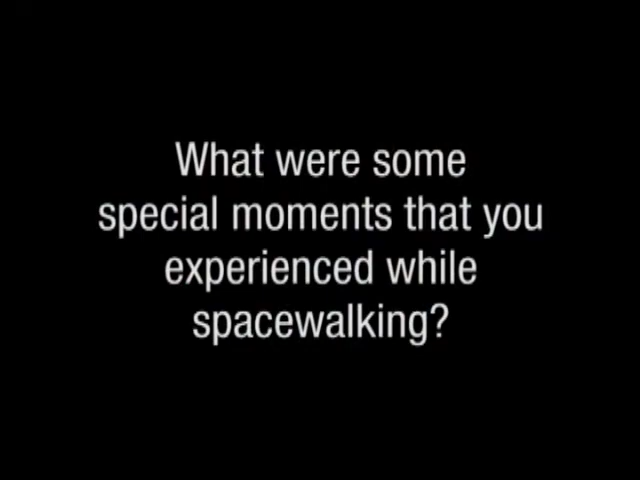 What were some
special moments that you
experienced while
spacewalking?